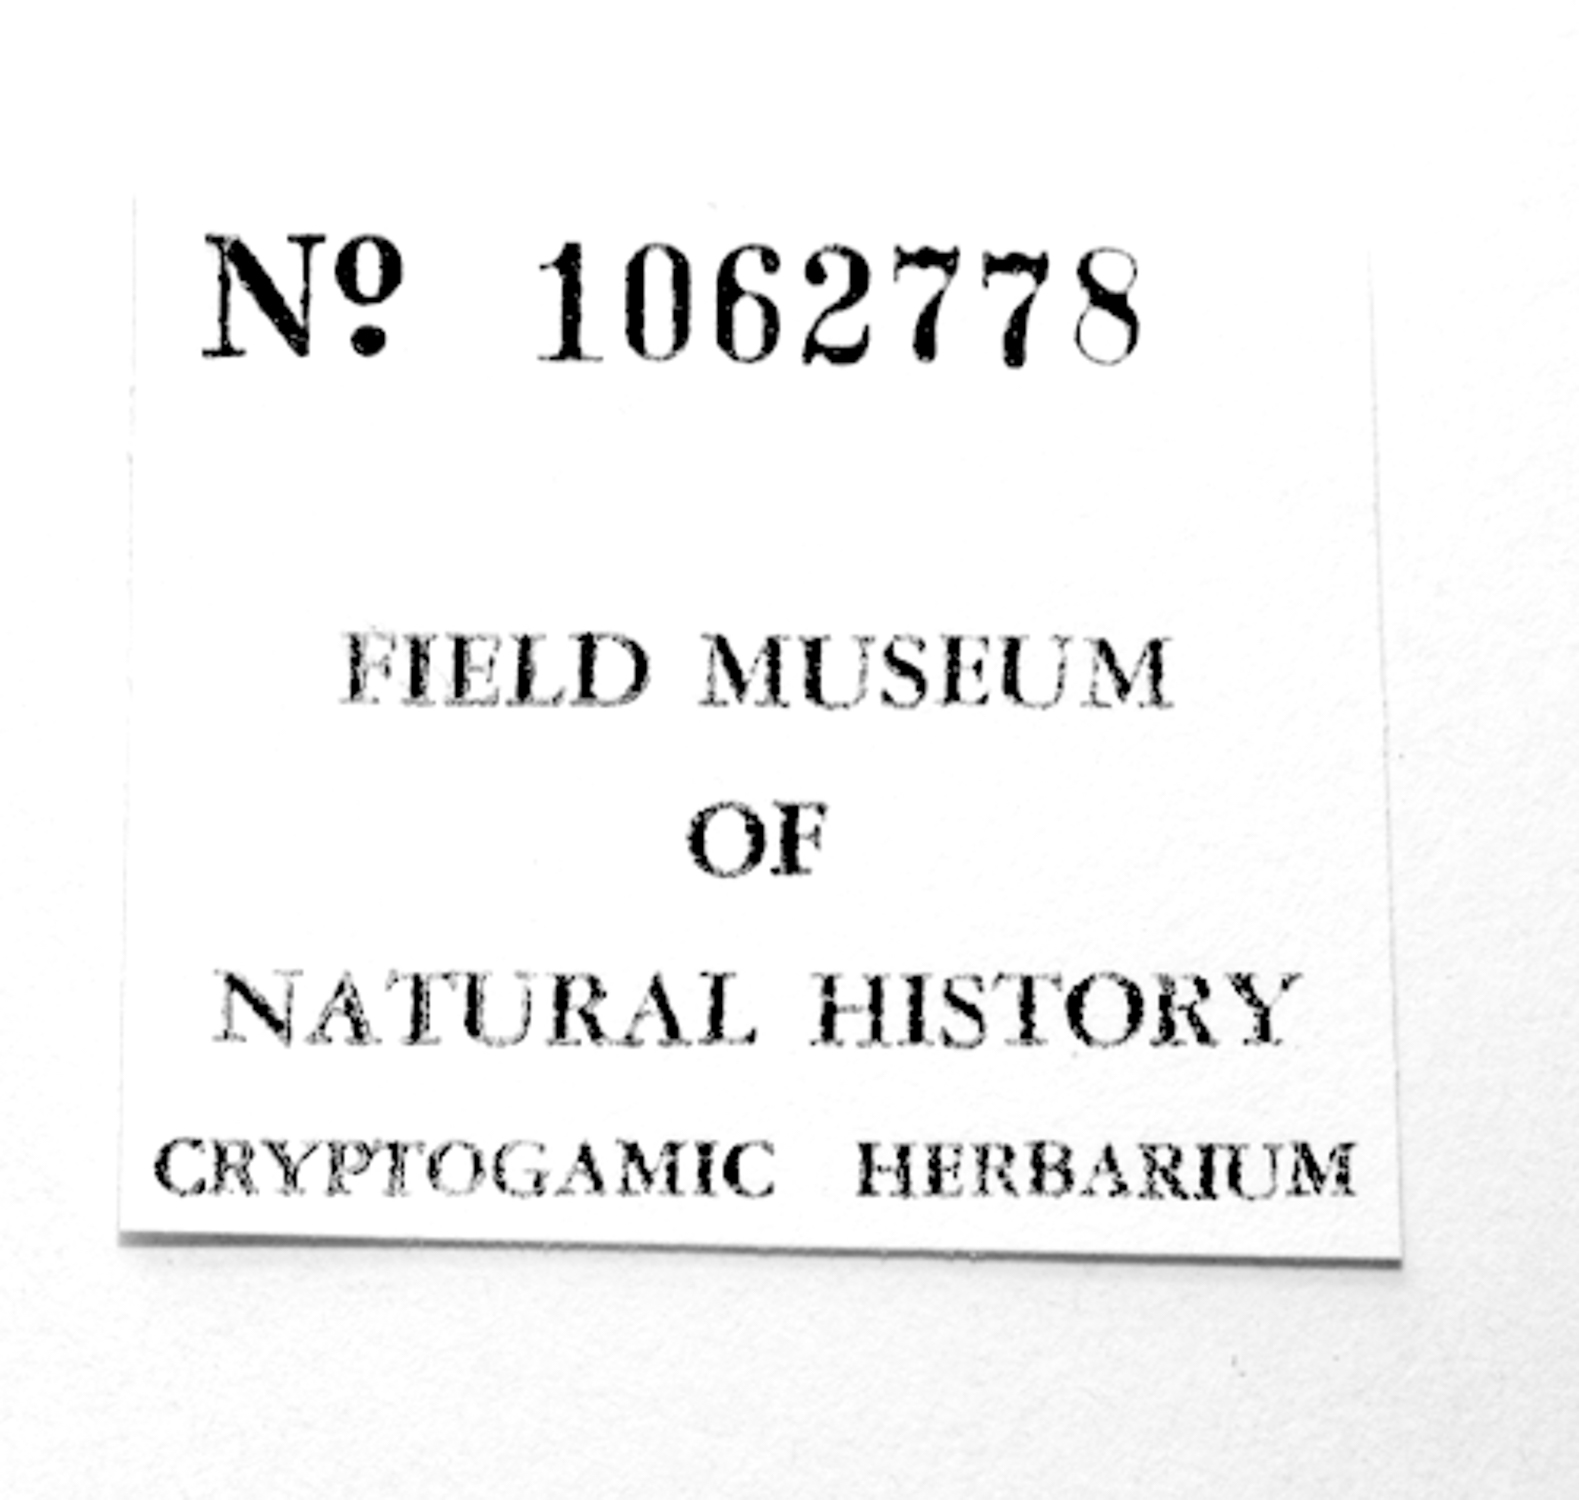 Nº 1062778
FIELD MUSEUM
OF
NATURAL HISTORY
CRYPTOGAMIC HERBARIUM